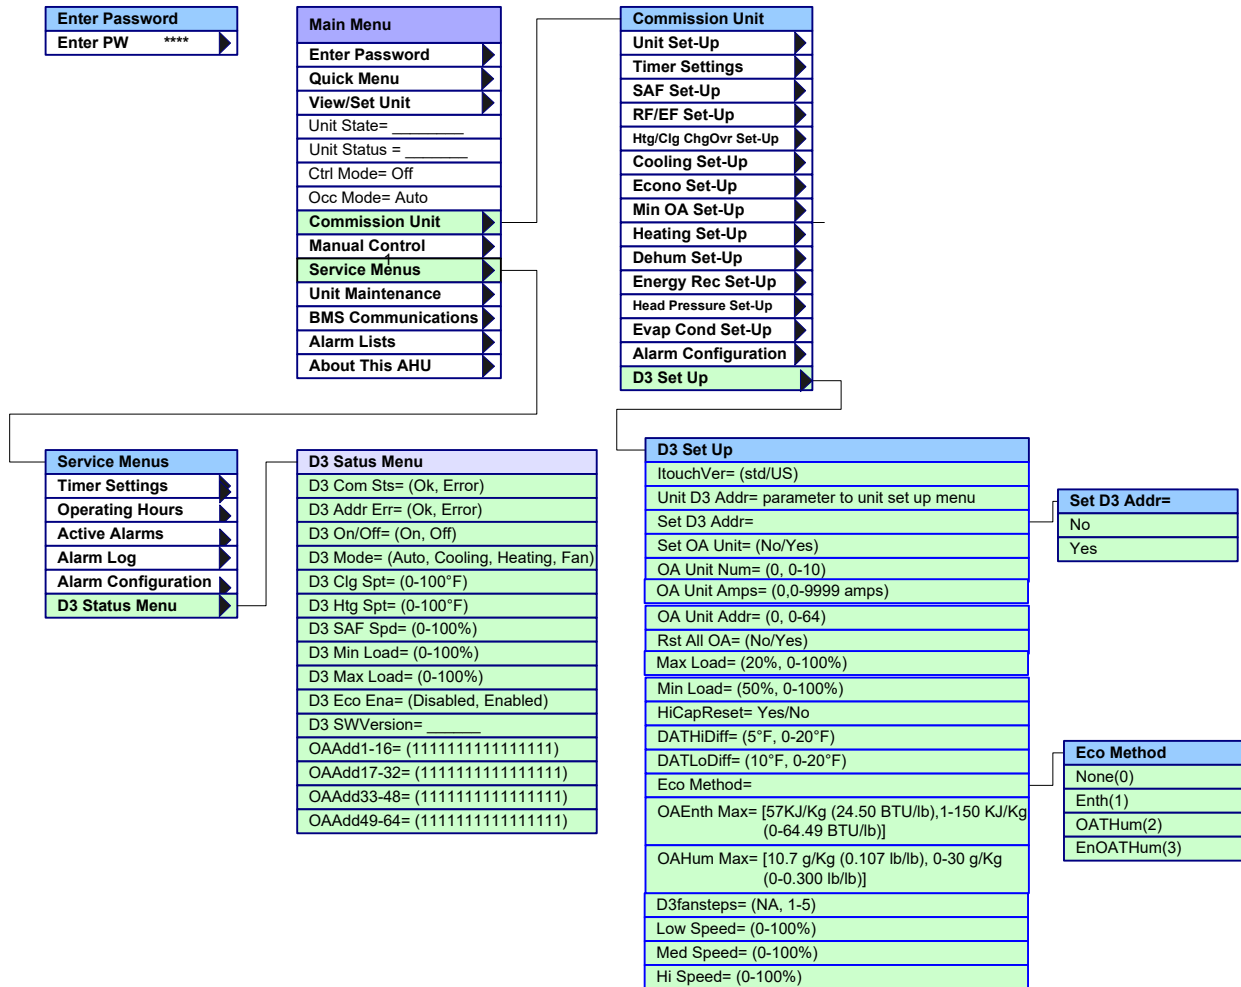 Enter Password
Enter PW ****
Main Menu
Enter Password
Quick Menu
View/Set Unit
Unit State= ________
Unit Status = _______
Ctrl Mode= Off
Occ Mode= Auto
Commission Unit
Manual Control
1
Service Menus
Unit Maintenance
BMS Communications
Alarm Lists
About This AHU
Commission Unit
Unit Set-Up
Timer Settings
SAF Set-Up
RF/EF Set-Up
Htg/Clg ChgOvr Set-Up
Cooling Set-Up
Econo Set-Up
Min OA Set-Up
Heating Set-Up
Dehum Set-Up
Energy Rec Set-Up
Head Pressure Set-Up
Evap Cond Set-Up
Alarm Configuration
D3 Set Up
Service Menus
Timer Settings
Operating Hours
Active Alarms
Alarm Log
Alarm Configuration
D3 Status Menu
D3 Satus Menu
D3 Com Sts= (Ok, Error)
D3 Addr Err= (Ok, Error)
D3 On/Off= (On, Off)
D3 Mode= (Auto, Cooling, Heating, Fan)
D3 Clg Spt= (0-100°F)
D3 Htg Spt= (0-100°F)
D3 SAF Spd= (0-100%)
D3 Min Load= (0-100%)
D3 Max Load= (0-100%)
D3 Eco Ena= (Disabled, Enabled)
D3 SWVersion= ______
OAAdd1-16= (1111111111111111)
OAAdd17-32= (1111111111111111)
OAAdd33-48= (1111111111111111)
OAAdd49-64= (1111111111111111)
D3 Set Up
ItouchVer= (std/US)
Unit D3 Addr= parameter to unit set up menu
Set D3 Addr=
Set OA Unit= (No/Yes)
OA Unit Num= (0, 0-10)
OA Unit Amps= (0,0-9999 amps)
OA Unit Addr= (0, 0-64)
Rst All OA= (No/Yes)
Max Load= (20%, 0-100%)
Min Load= (50%, 0-100%)
HiCapReset= Yes/No
DATHiDiff= (5°F, 0-20°F)
DATLoDiff= (10°F, 0-20°F)
Eco Method=
OAEnth Max= [57KJ/Kg (24.50 BTU/lb),1-150 KJ/Kg
(0-64.49 BTU/lb)]
OAHum Max= [10.7 g/Kg (0.107 lb/lb), 0-30 g/Kg
(0-0.300 lb/lb)]
D3fansteps= (NA, 1-5)
Low Speed= (0-100%)
Med Speed= (0-100%)
Hi Speed= (0-100%)
Set D3 Addr=
No
Yes
Eco Method
None(0)
Enth(1)
OATHum(2)
EnOATHum(3)